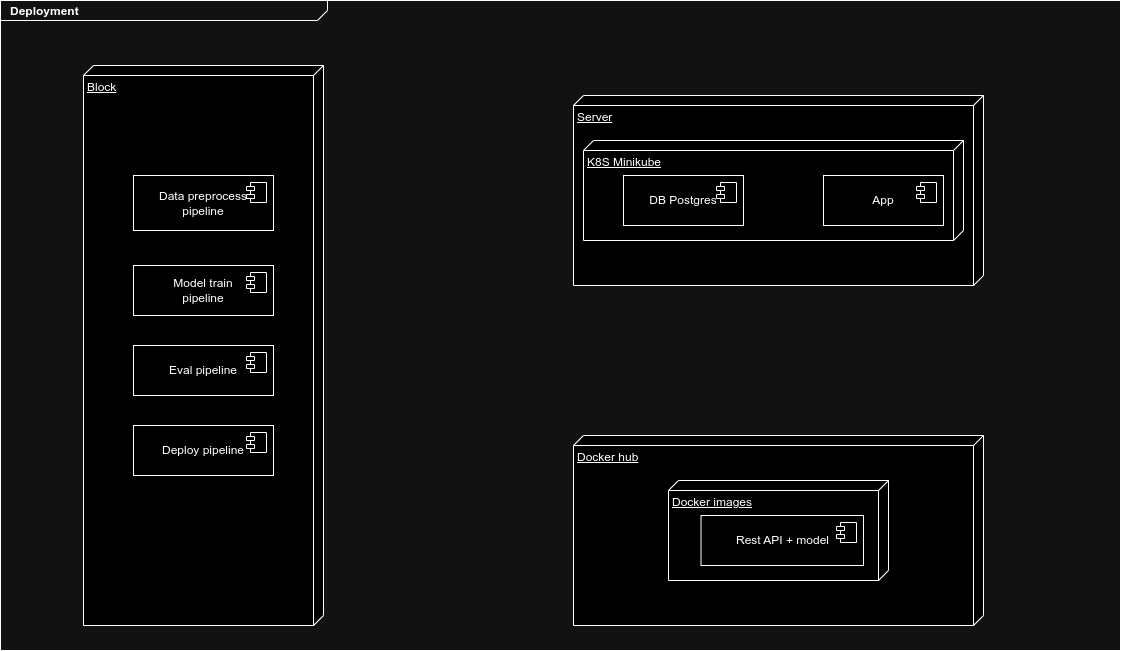 Deployment
Block
Data preprocess
pipeline
Model train
pipeline
Eval pipeline
Deploy pipeline
Server
K8S Minikube
DB Postgres
App
Docker hub
Docker images
Rest API + model